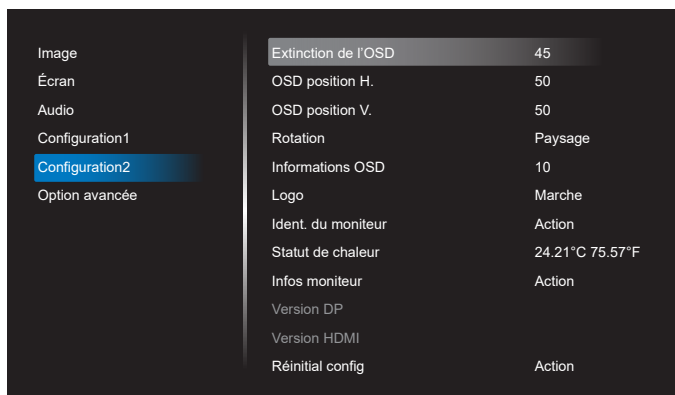 Image
Écran
Audio
Configuration1
Configuration2
Option avancée
Extinction de l'OSD 45
OSD position H. 50
OSD position V. 50
Rotation Paysage
Informations OSD 10
Logo Marche
Ident. du moniteur Action
Statut de chaleur 24.21°C 75.57°F
Infos moniteur Action
Version DP
Version HDMI
Réinitial config Action